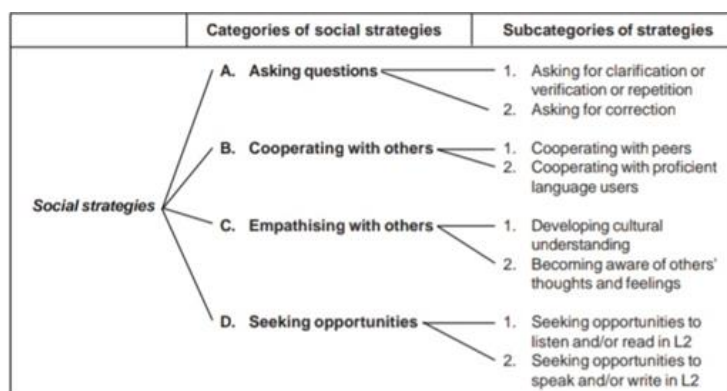 Categories of social strategies Subcategories of strategies
A. Asking questions
1. Asking for clarification or
verification or repetition
2. Asking for correction
B. Cooperating with others
1. Cooperating with peers
2. Cooperating with proficient
language users
Social strategies
C. Empathising with others
1. Developing cultural
understanding
2. Becoming aware of others'
thoughts and feelings
D. Seeking opportunities
1. Seeking opportunities to
listen and/or read in L2
2. Seeking opportunities to
speak and/or write in L2